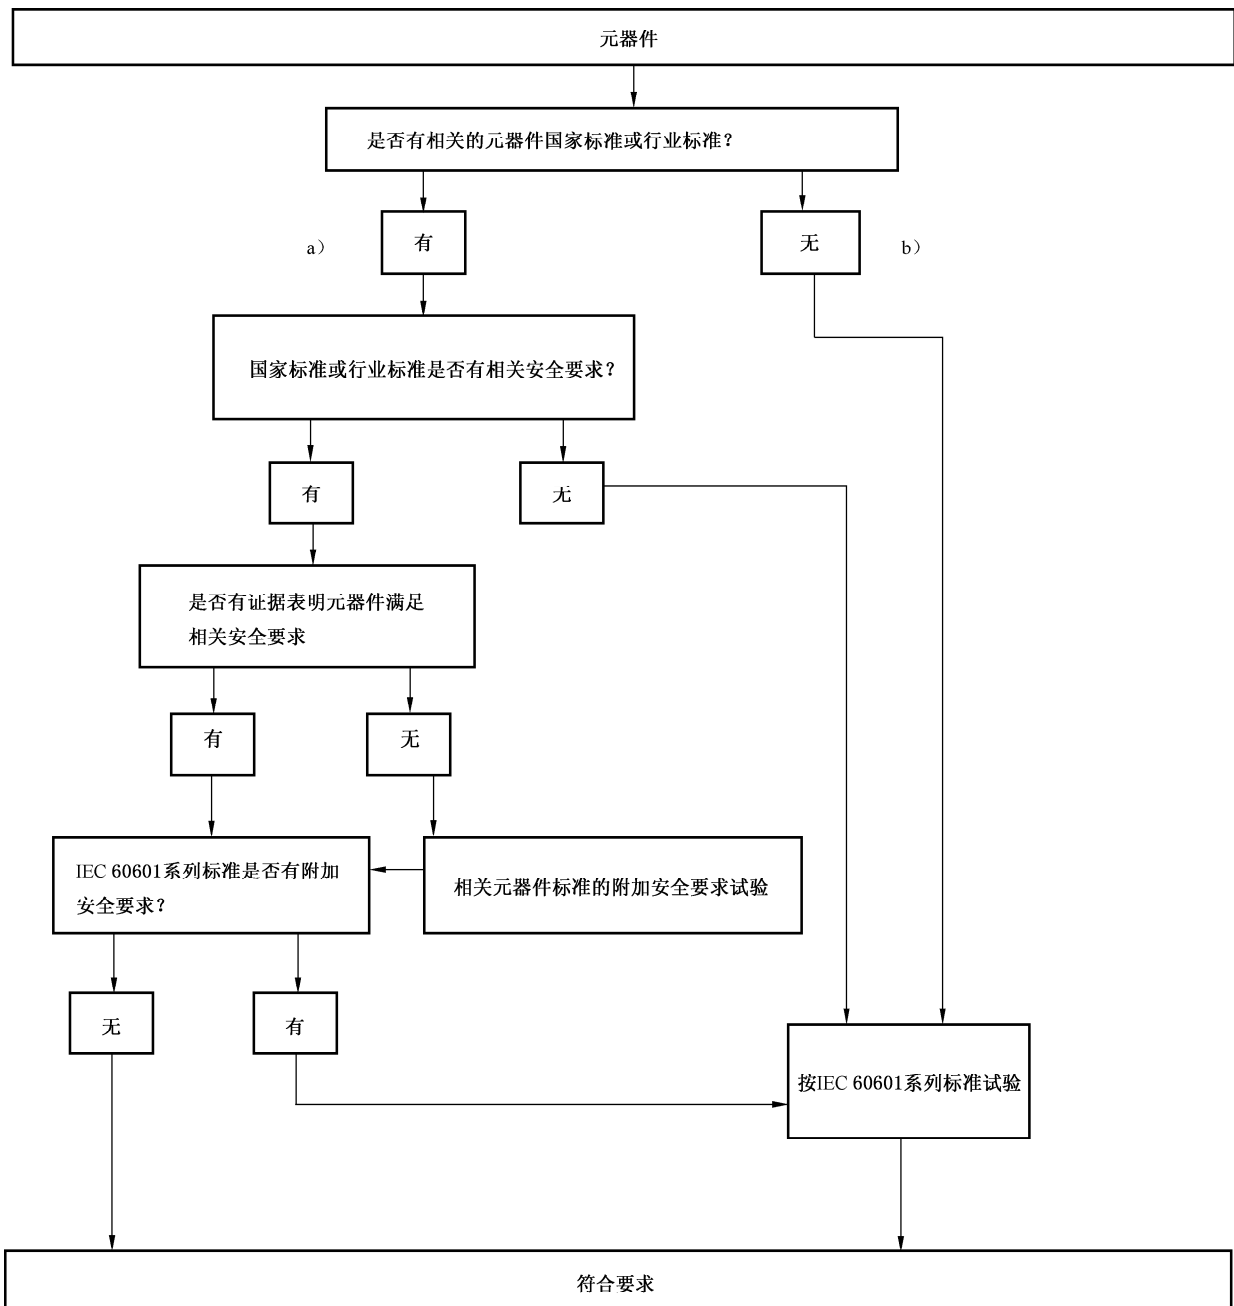 元器件
是否有相关的元器件国家标准或行业标准？
a）
有
无
b）
国家标准或行业标准是否有相关安全要求？
有
无
是否有证据表明元器件满足
相关安全要求
有
无
IEC 60601系列标准是否有附加
安全要求？
相关元器件标准的附加安全要求试验
无
有
按IEC 60601系列标准试验
符合要求